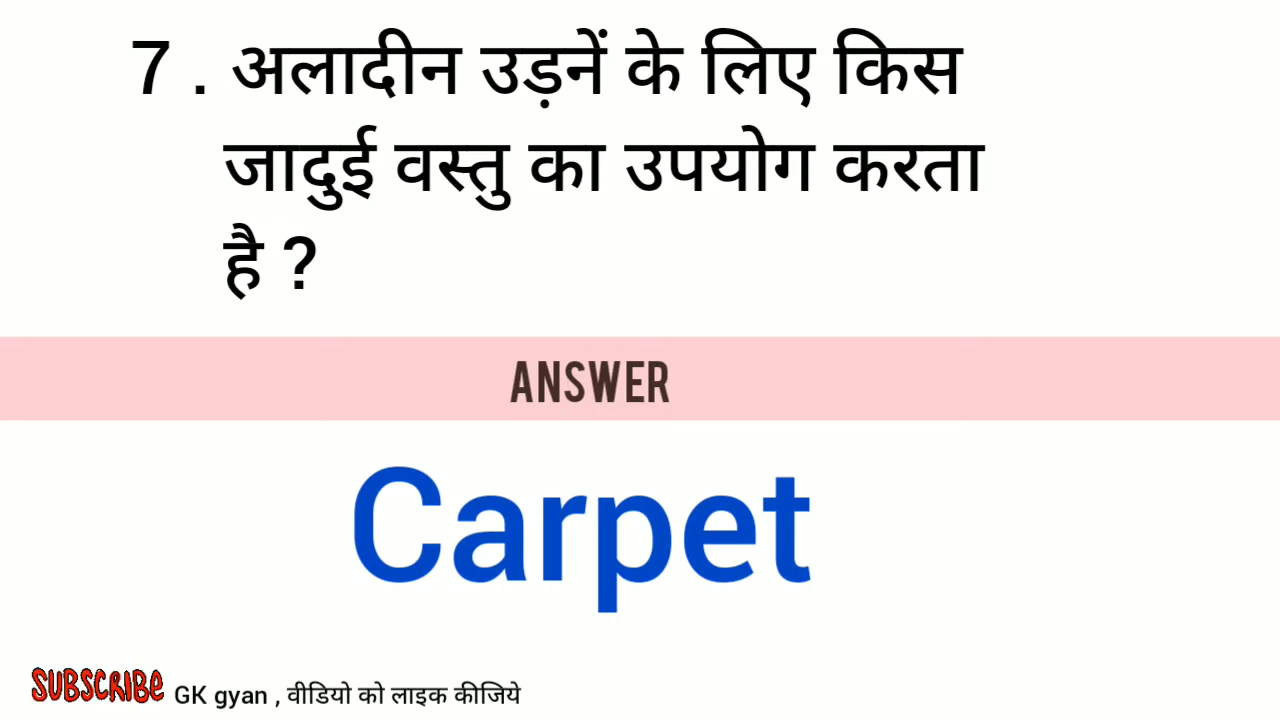 7 . अलादीन उड़नें के लिए किस
जादुई वस्तु का उपयोग करता
है ?
ANSWER
Carpet
SUBSCRIBE GK gyan , वीडियो को लाइक कीजिये